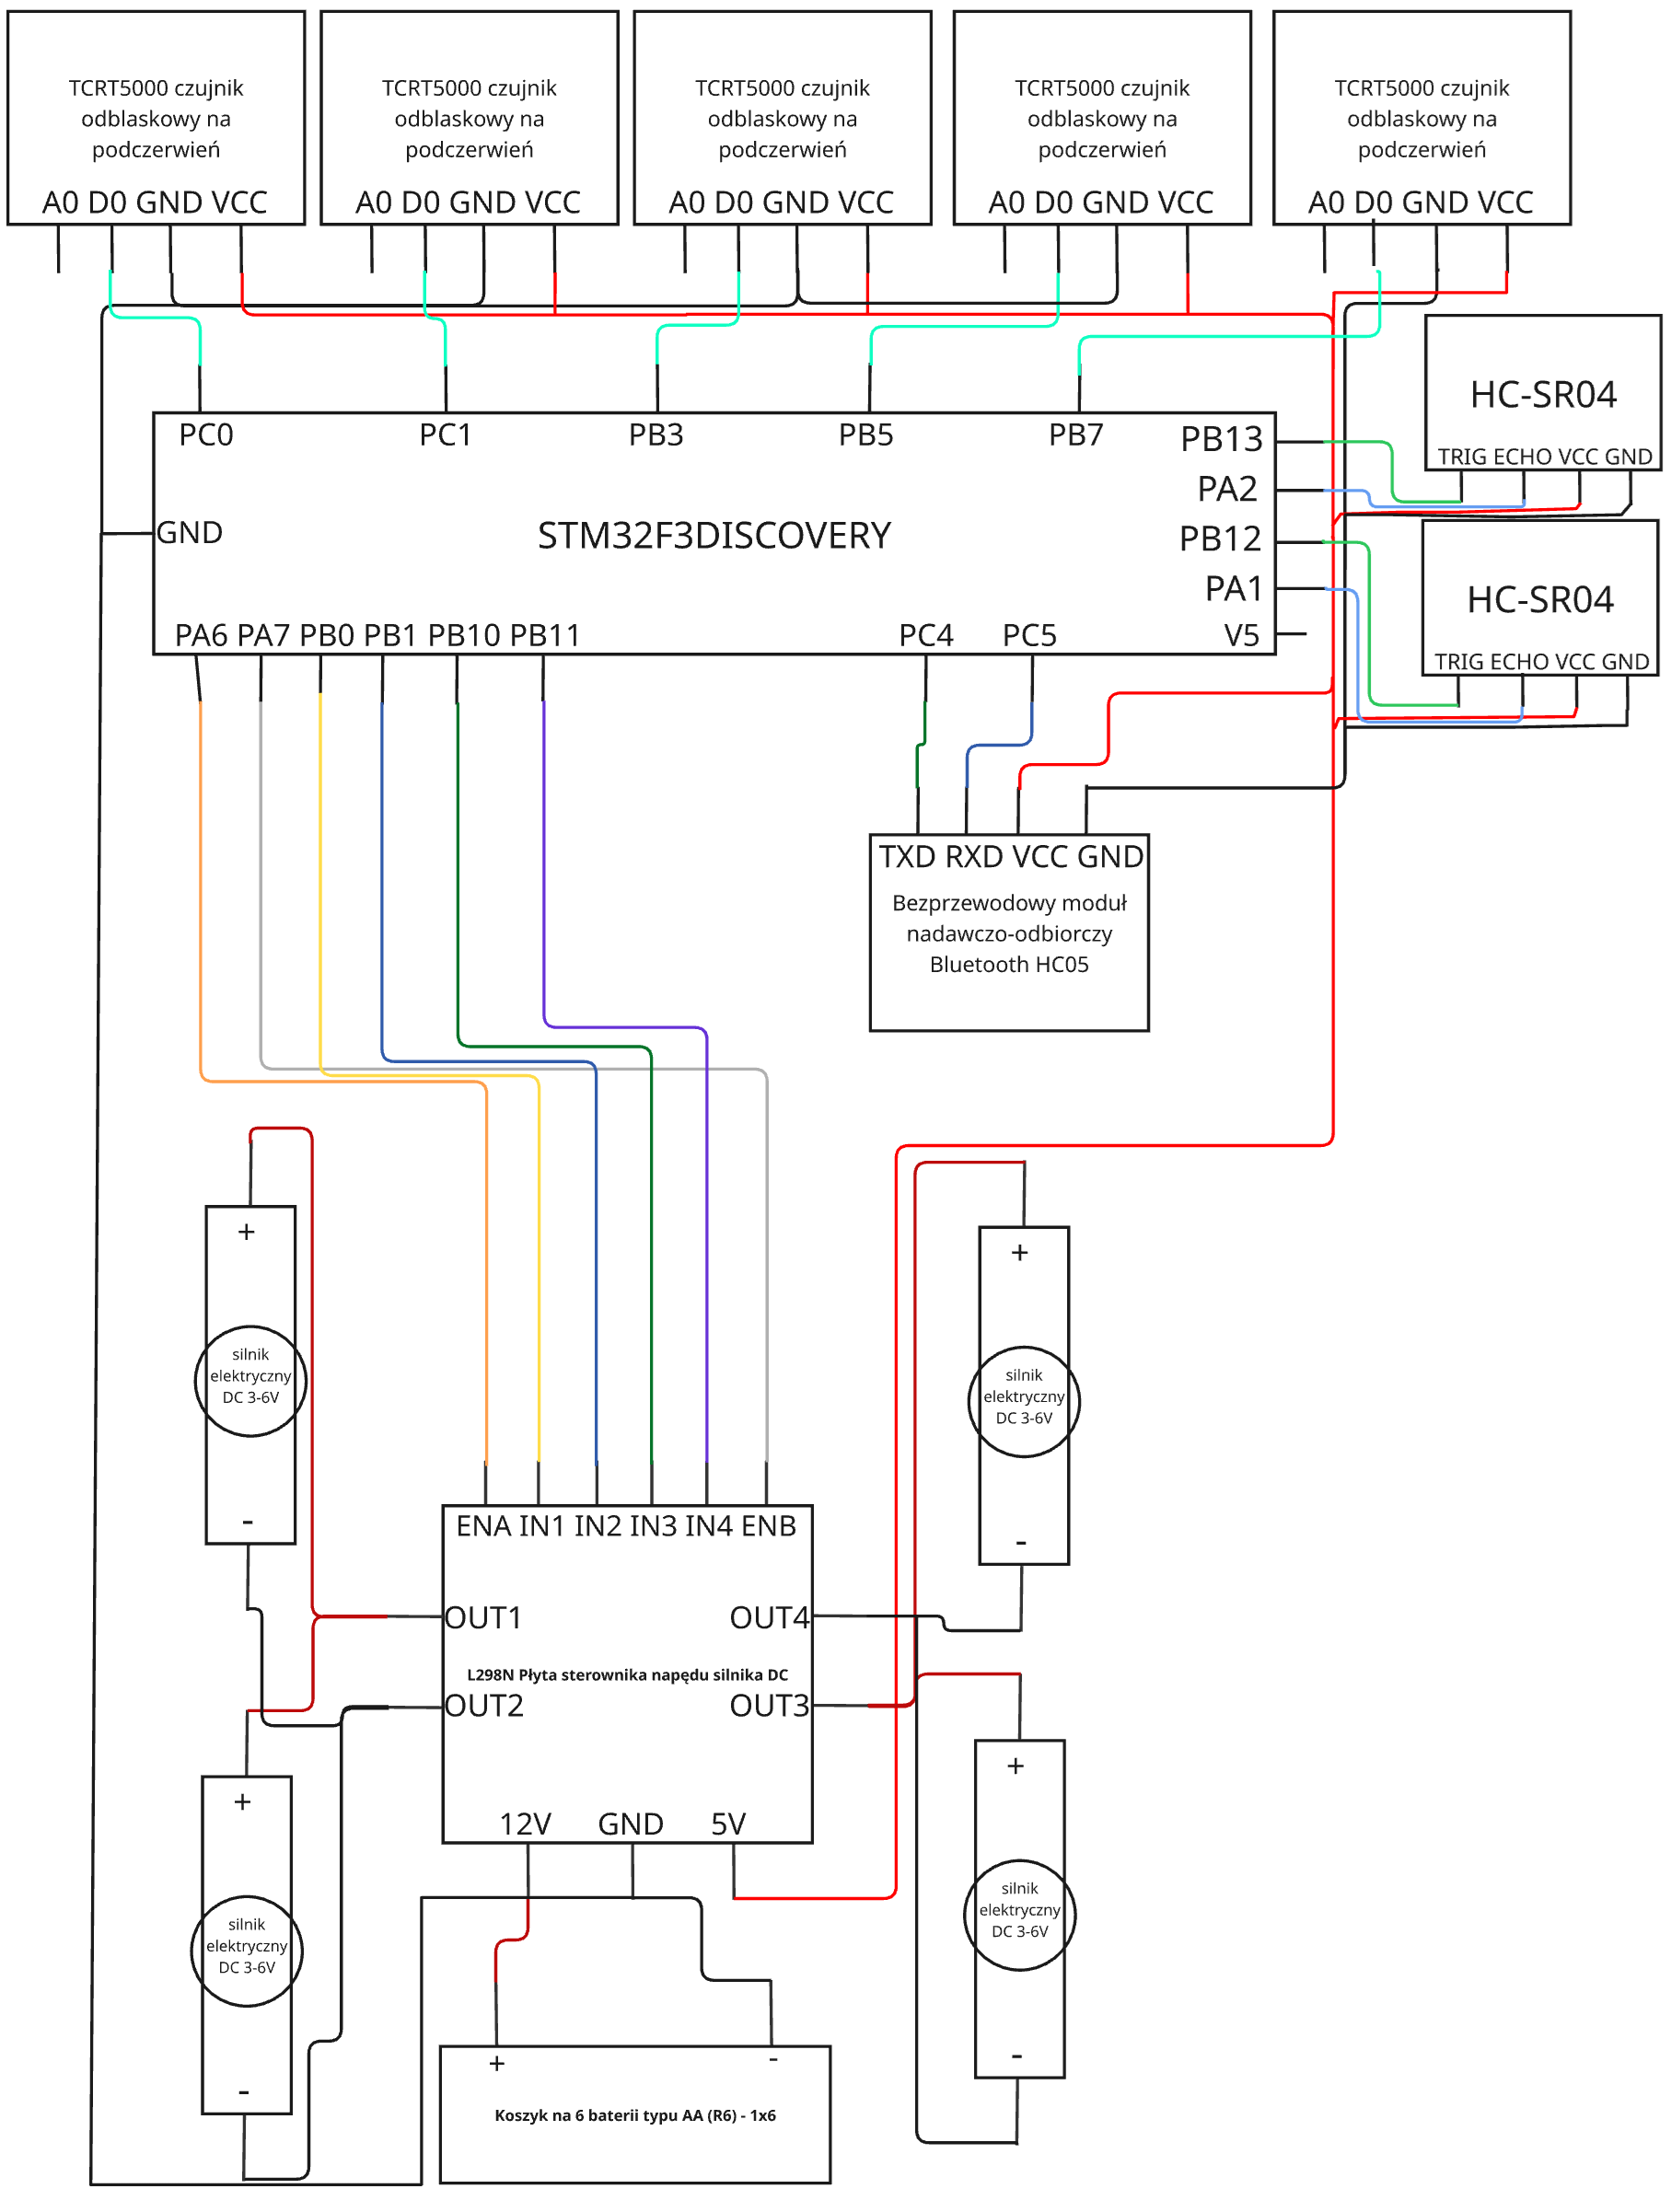 TCRT5000 czujnik
odblaskowy na
podczerwień
A0 D0 GND VCC
TCRT5000 czujnik
odblaskowy na
podczerwień
A0 D0 GND VCC
TCRT5000 czujnik
odblaskowy na
podczerwień
A0 D0 GND VCC
TCRT5000 czujnik
odblaskowy na
podczerwień
A0 D0 GND VCC
TCRT5000 czujnik
odblaskowy na
podczerwień
A0 D0 GND VCC
HC-SR04
TRIG ECHO VCC GND
HC-SR04
TRIG ECHO VCC GND
PC0 PC1 PB3 PB5 PB7
PB13
PA2
PB12
PA1
V5
GND
STM32F3DISCOVERY
PA6 PA7 PB0 PB1 PB10 PB11 PC4 PC5
TXD RXD VCC GND
Bezprzewodowy moduł
nadawczo-odbiorczy
Bluetooth HC05
+
silnik
elektryczny
DC 3-6V
-
+
silnik
elektryczny
DC 3-6V
-
ENA IN1 IN2 IN3 IN4 ENB
OUT1 OUT4
L298N Płyta sterownika napędu silnika DC
OUT2 OUT3
12V GND 5V
+
silnik
elektryczny
DC 3-6V
-
+
silnik
elektryczny
DC 3-6V
-
+ -
Koszyk na 6 baterii typu AA (R6) - 1x6